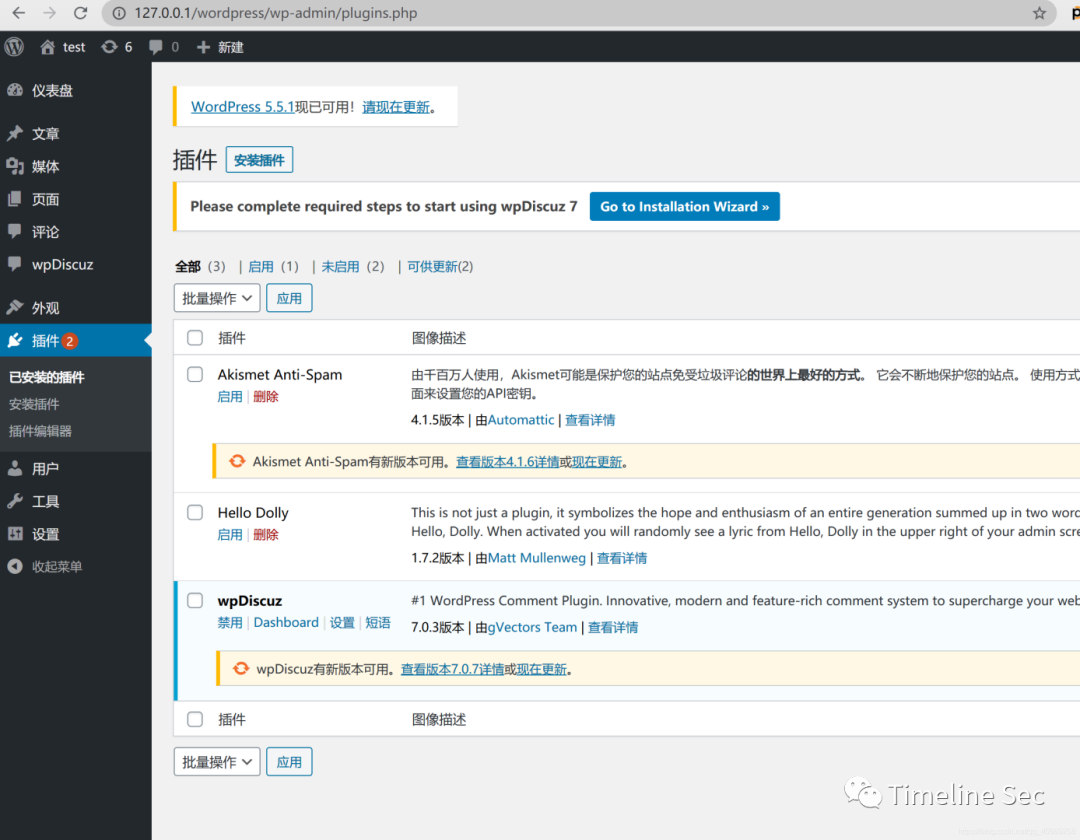 127.0.0.1/wordpress/wp-admin/plugins.php
test 6 0 新建
仪表盘
文章
媒体
页面
评论
wpDiscuz
外观
插件 2
已安装的插件
安装插件
插件编辑器
用户
工具
设置
收起菜单
WordPress 5.5.1现已可用！请现在更新。
插件 安装插件
Please complete required steps to start using wpDiscuz 7 Go to Installation Wizard »
全部 (3) | 启用 (1) | 未启用 (2) | 可供更新(2)
批量操作 应用
插件 图像描述
Akismet Anti-Spam
启用 | 删除
由千百万人使用，Akismet可能是保护您的站点免受垃圾评论的世界上最好的方式。 它会不断地保护您的站点。 使用方式
面来设置您的API密钥。
4.1.5版本 | 由Automattic | 查看详情
Akismet Anti-Spam有新版本可用。查看版本4.1.6详情或现在更新。
Hello Dolly
启用 | 删除
This is not just a plugin, it symbolizes the hope and enthusiasm of an entire generation summed up in two word
Hello, Dolly. When activated you will randomly see a lyric from Hello, Dolly in the upper right of your admin scre
1.7.2版本 | 由Matt Mullenweg | 查看详情
wpDiscuz
禁用 | Dashboard | 设置 | 短语
#1 WordPress Comment Plugin. Innovative, modern and feature-rich comment system to supercharge your web
7.0.3版本 | 由gVectors Team | 查看详情
wpDiscuz有新版本可用。查看版本7.0.7详情或现在更新。
插件 图像描述
批量操作 应用
Timeline Sec